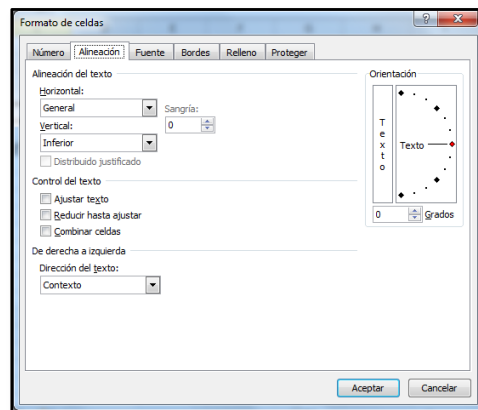 Formato de celdas
Número Alineación Fuente Bordes Relleno Proteger
Alineación del texto
Horizontal:
General
Sangría:
Vertical:
0
Inferior
Distribuido justificado
Control del texto
Ajustar texto
Reducir hasta ajustar
Combinar celdas
De derecha a izquierda
Dirección del texto:
Contexto
Orientación
Texto
Texto
0 Grados
Aceptar Cancelar